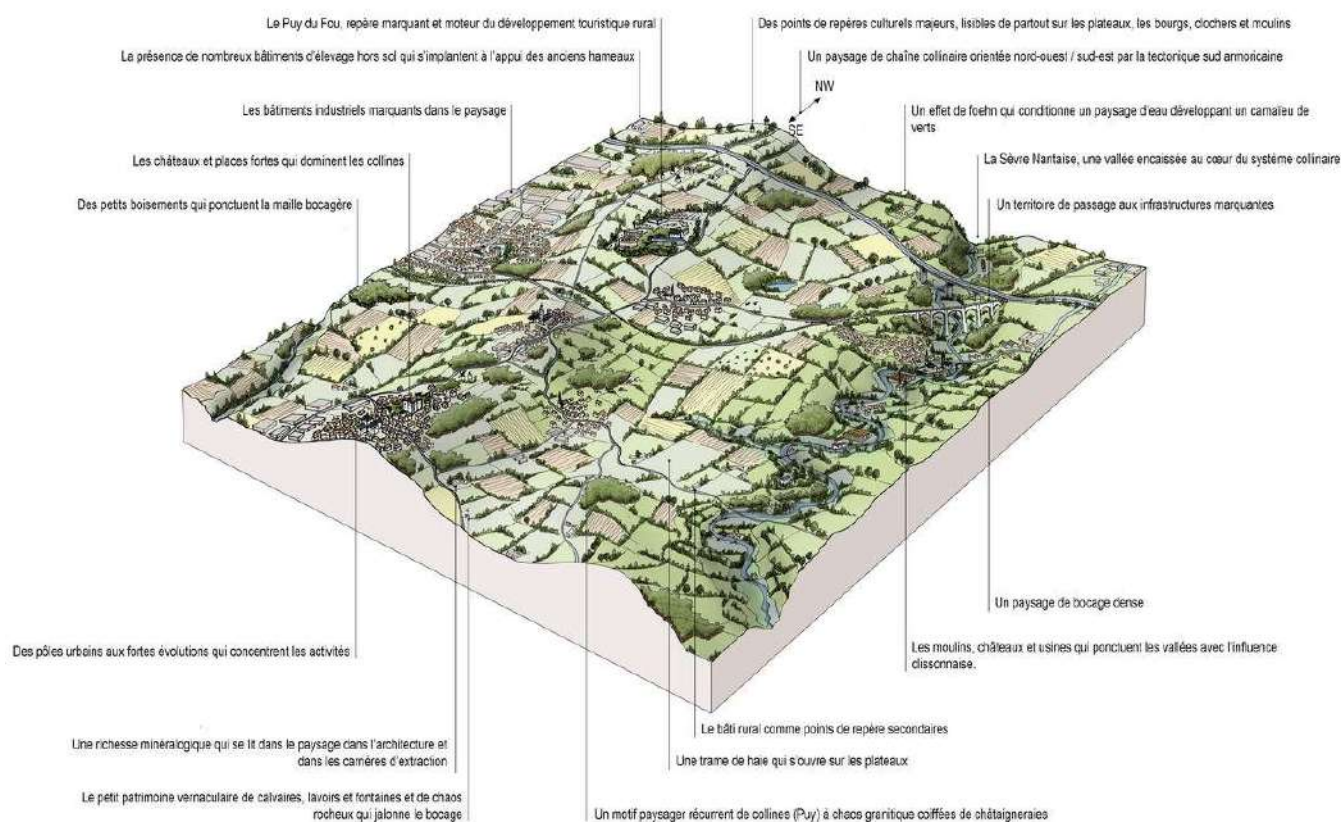 Le Puy du Fou, repère marquant et moteur du développement touristique rural
La présence de nombreux bâtiments d'élevage hors sol qui s'implantent à l'appui des anciens hameaux
Les bâtiments industriels marquants dans le paysage
Les châteaux et places fortes qui dominent les collines
Des petits boisements qui ponctuent la maille bocagère
Des points de repères culturels majeurs, lisibles de partout sur les plateaux, les bourgs, clochers et moulins
Un paysage de chaîne collinaire orientée nord-ouest / sud-est par la tectonique sud armoricaine
NW
SE
Un effet de foehn qui conditionne un paysage d'eau développant un camaïeu de
verts
La Sèvre Nantaise, une vallée encaissée au cœur du système collinaire
Un territoire de passage aux infrastructures marquantes
Un paysage de bocage dense
Les moulins, châteaux et usines qui ponctuent les vallées avec l'influence
clissonnaise.
Des pôles urbains aux fortes évolutions qui concentrent les activités
Le bâti rural comme points de repère secondaires
Une richesse minéralogique qui se lit dans le paysage dans l'architecture et
dans les carrières d'extraction
Une trame de haie qui s'ouvre sur les plateaux
Le petit patrimoine vernaculaire de calvaires, lavoirs et fontaines et de chaos
rocheux qui jalonne le bocage
Un motif paysager récurrent de collines (Puy) à chaos granitique coiffées de châtaigneraies